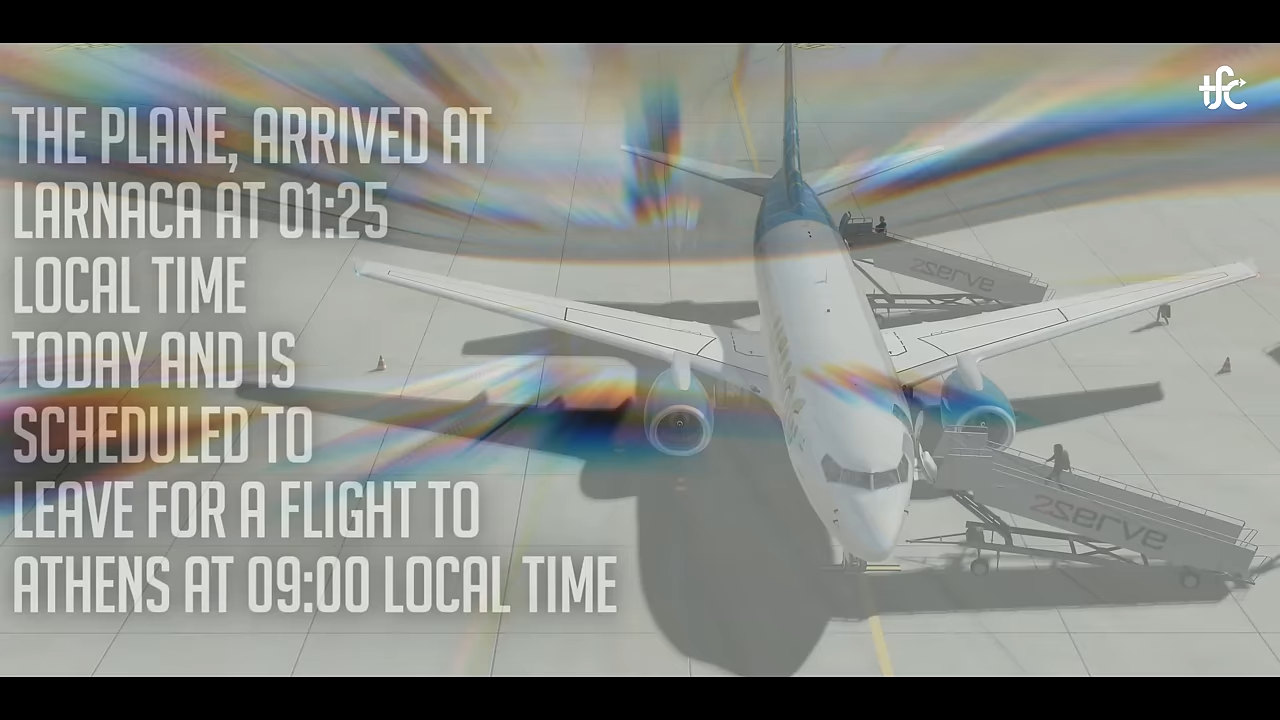 THE PLANE, ARRIVED AT
LARNACA AT 01:25
LOCAL TIME
TODAY AND IS
SCHEDULED TO
LEAVE FOR A FLIGHT TO
ATHENS AT 09:00 LOCAL TIME
tfc
2serve
2serve